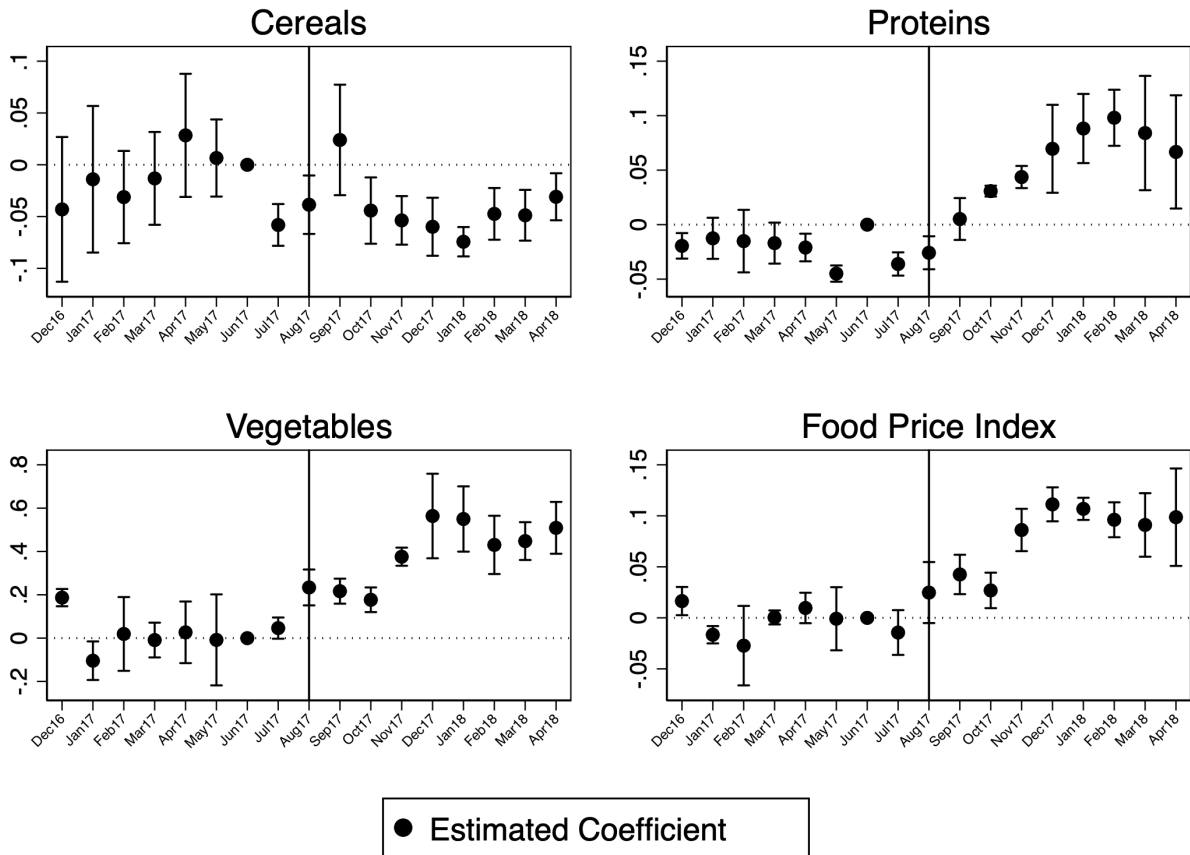 Cereals
.1
.05
0
-.05
-.1
Dec16 Jan17 Feb17 Mar17 Apr17 May17 Jun17 Jul17 Aug17 Sep17 Oct17 Nov17 Dec17 Jan18 Feb18 Mar18 Apr18
Proteins
.15
.1
.05
0
-.05
Dec16 Jan17 Feb17 Mar17 Apr17 May17 Jun17 Jul17 Aug17 Sep17 Oct17 Nov17 Dec17 Jan18 Feb18 Mar18 Apr18
Vegetables
.8
.6
.4
.2
0
-.2
Dec16 Jan17 Feb17 Mar17 Apr17 May17 Jun17 Jul17 Aug17 Sep17 Oct17 Nov17 Dec17 Jan18 Feb18 Mar18 Apr18
Food Price Index
.15
.1
.05
0
-.05
Dec16 Jan17 Feb17 Mar17 Apr17 May17 Jun17 Jul17 Aug17 Sep17 Oct17 Nov17 Dec17 Jan18 Feb18 Mar18 Apr18
Estimated Coefficient